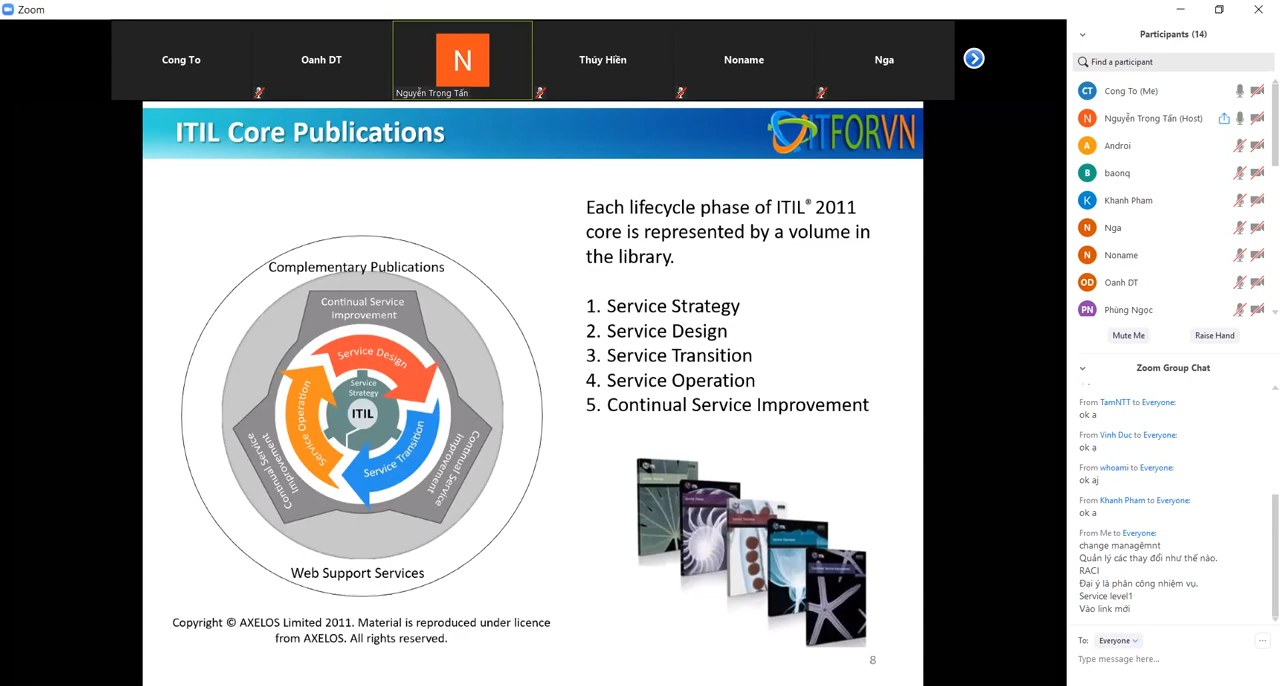 Zoom
Cong To
Oanh DT
N
Nguyễn Trọng Tấn
Thúy Hiền
Noname
Nga
ITIL Core Publications
ITFORVN
Complementary Publications
Continual Service
Improvement
Service Design
Service
Strategy
ITIL
Service Operation
Service Transition
Continual Service
Improvement
Continual Service
Improvement
Web Support Services
Copyright © AXELOS Limited 2011. Material is reproduced under licence
from AXELOS. All rights reserved.
Each lifecycle phase of ITIL® 2011
core is represented by a volume in
the library.
1. Service Strategy
2. Service Design
3. Service Transition
4. Service Operation
5. Continual Service Improvement
8
Participants (14)
Find a participant
CT Cong To (Me)
N Nguyễn Trọng Tấn (Host)
A Androi
B baonq
K Khanh Pham
N Nga
N Noname
OD Oanh DT
PN Phùng Ngọc
Mute Me
Raise Hand
Zoom Group Chat
From TamNTT to Everyone:
ok a
From Vinh Duc to Everyone:
ok ạ
From whoami to Everyone:
ok aj
From Khanh Pham to Everyone:
ok a
From Me to Everyone:
change managêmnt
Quản lý các thay đổi như thế nào.
RACI
Đại ý là phân công nhiệm vụ.
Service level1
Vào link mới
To: Everyone
Type message here...